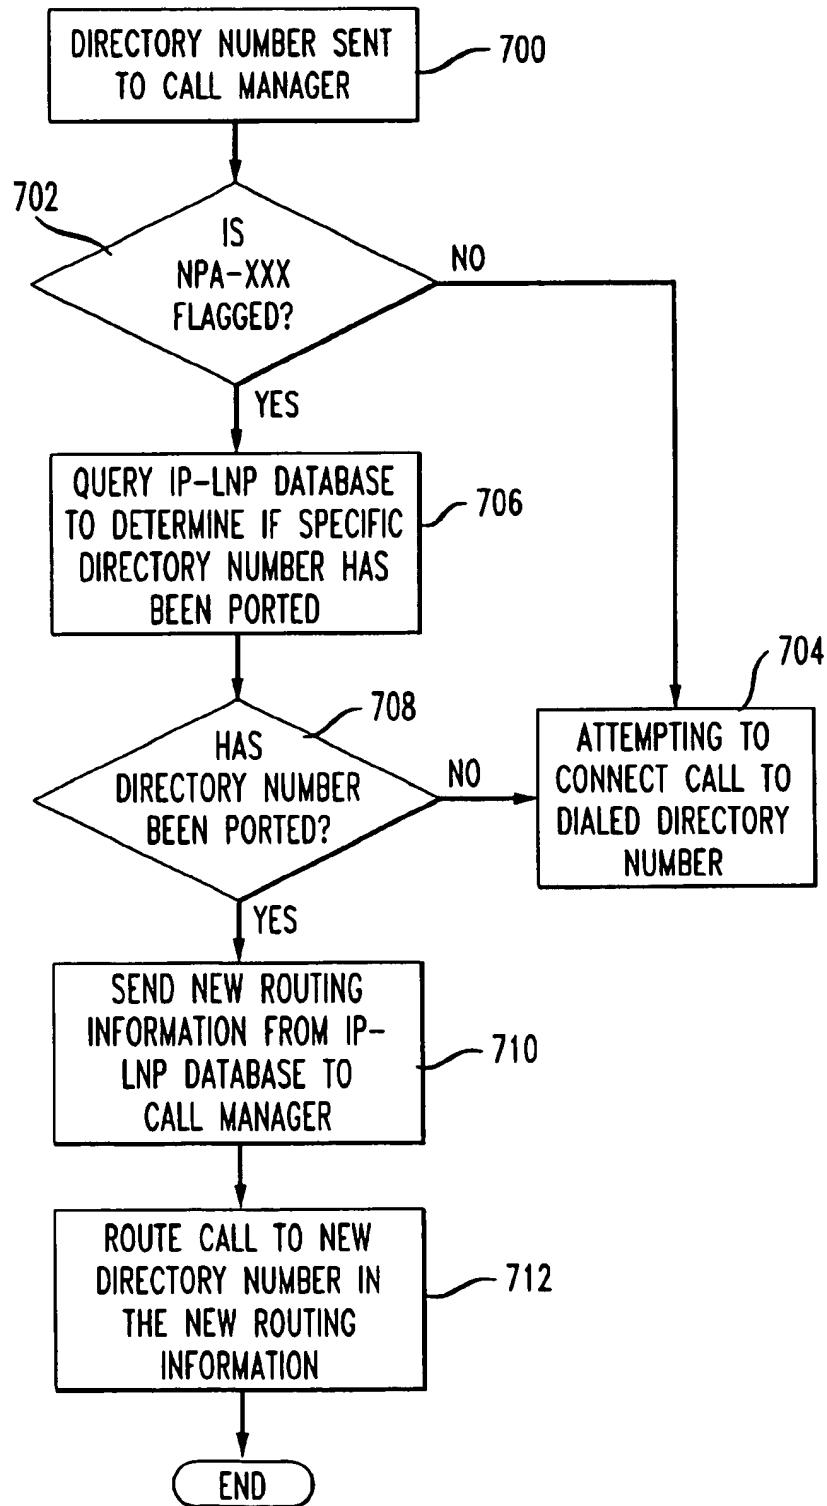 DIRECTORY NUMBER SENT
TO CALL MANAGER
700
702
IS
NPA-XXX
FLAGGED?
NO
YES
QUERY IP-LNP DATABASE
TO DETERMINE IF SPECIFIC
DIRECTORY NUMBER HAS
BEEN PORTED
706
704
ATTEMPTING TO
CONNECT CALL TO
DIALED DIRECTORY
NUMBER
708
HAS
DIRECTORY NUMBER
BEEN PORTED?
NO
YES
SEND NEW ROUTING
INFORMATION FROM IP-
LNP DATABASE TO
CALL MANAGER
710
ROUTE CALL TO NEW
DIRECTORY NUMBER IN
THE NEW ROUTING
INFORMATION
712
END